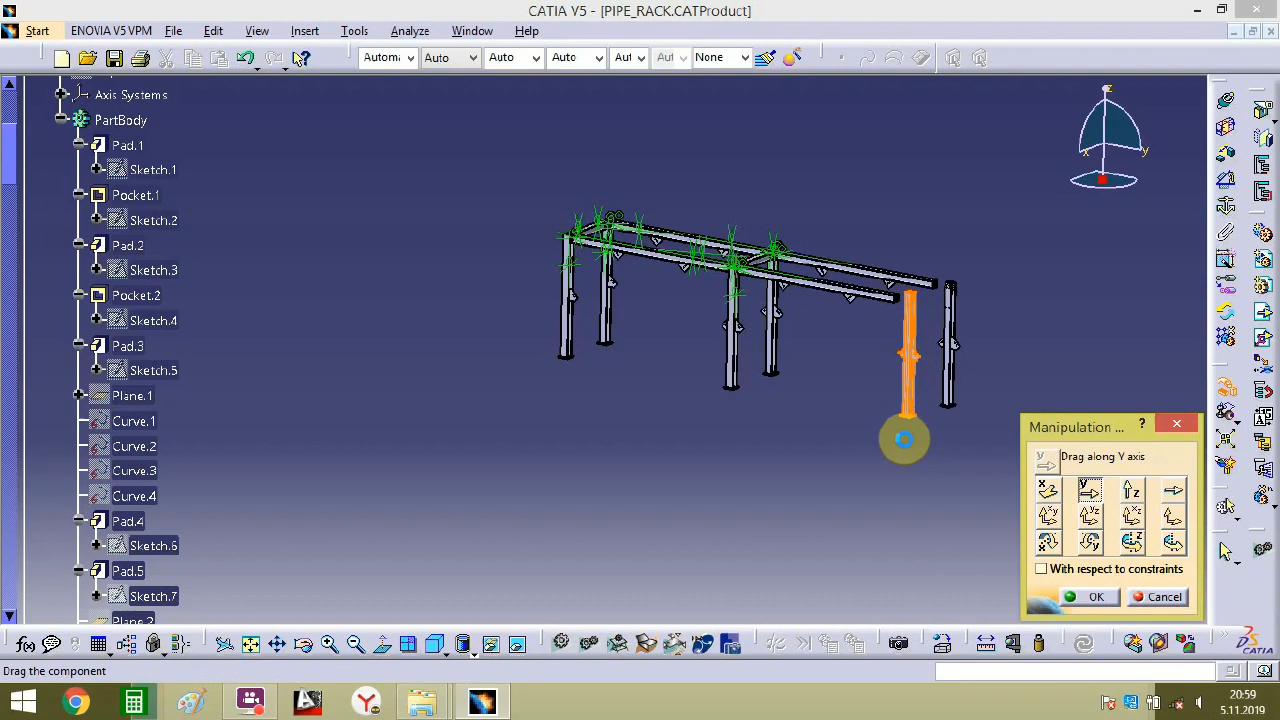 CATIA V5 - [PIPE_RACK.CATProduct]
Start ENOVIA V5 VPM File Edit View Insert Tools Analyze Window Help
Automa Auto Auto Auto Aut Aut None
Axis Systems
PartBody
Pad.1
Sketch.1
Pocket.1
Sketch.2
Pad.2
Sketch.3
Pocket.2
Sketch.4
Pad.3
Sketch.5
Plane.1
Curve.1
Curve.2
Curve.3
Curve.4
Pad.4
Sketch.6
Pad.5
Sketch.7
Plane.2
z
x
y
Manipulation ... ?
Drag along Y axis
With respect to constraints
OK Cancel
Drag the component
CATIA
20:59
5.11.2019